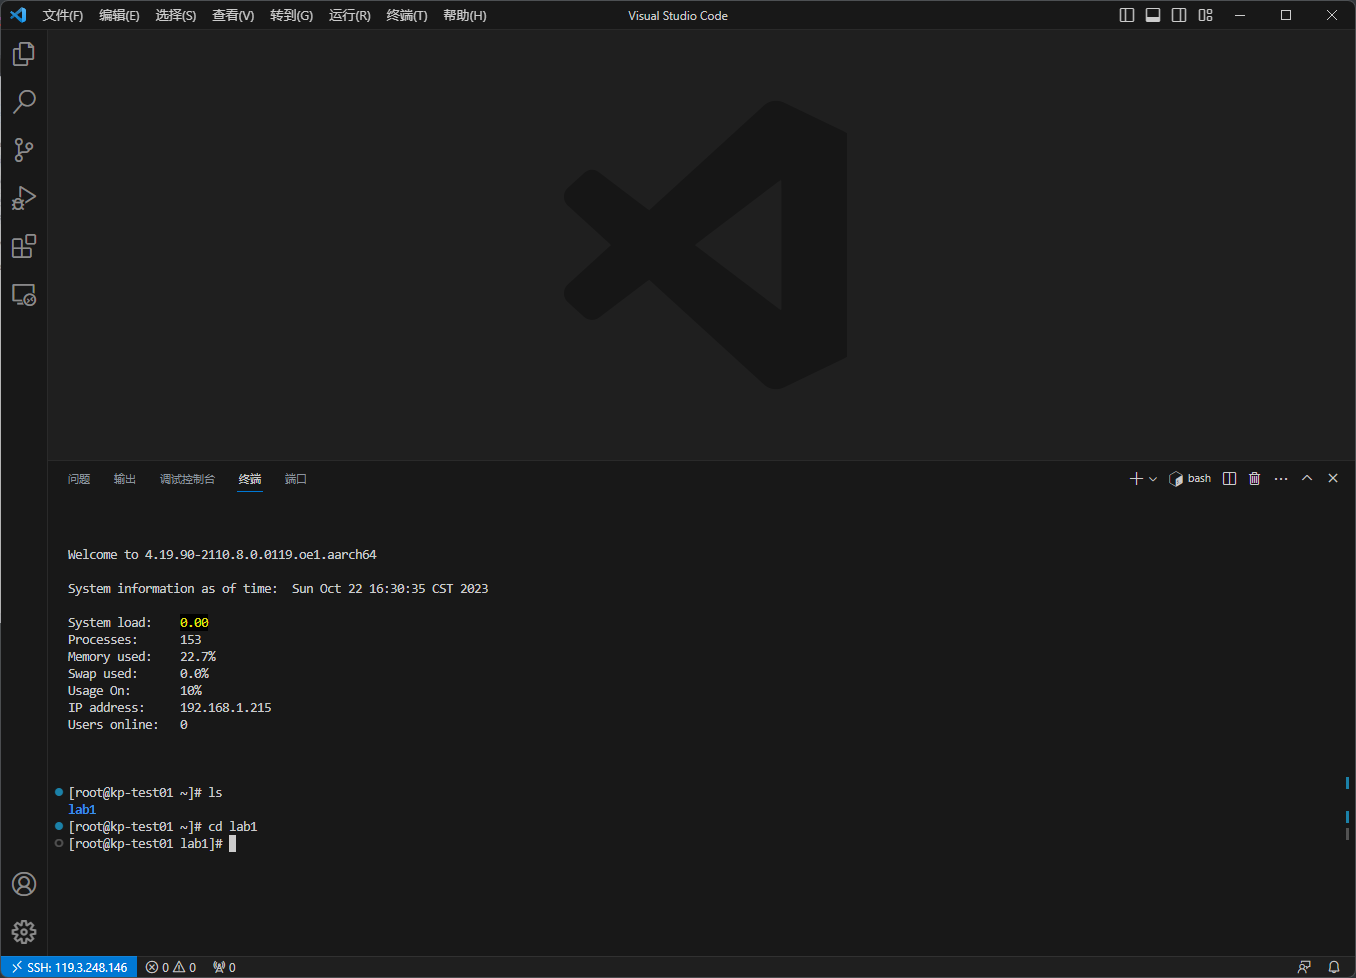 文件(F) 编辑(E) 选择(S) 查看(V) 转到(G) 运行(R) 终端(T) 帮助(H) Visual Studio Code
问题 输出 调试控制台 终端 端口 bash
Welcome to 4.19.90-2110.8.0.0119.oe1.aarch64
System information as of time:  Sun Oct 22 16:30:35 CST 2023
System load:    0.00
Processes:      153
Memory used:    22.7%
Swap used:      0.0%
Usage On:       10%
IP address:     192.168.1.215
Users online:   0
[root@kp-test01 ~]# ls
lab1
[root@kp-test01 ~]# cd lab1
[root@kp-test01 lab1]#
SSH: 119.3.248.146 0 0 0